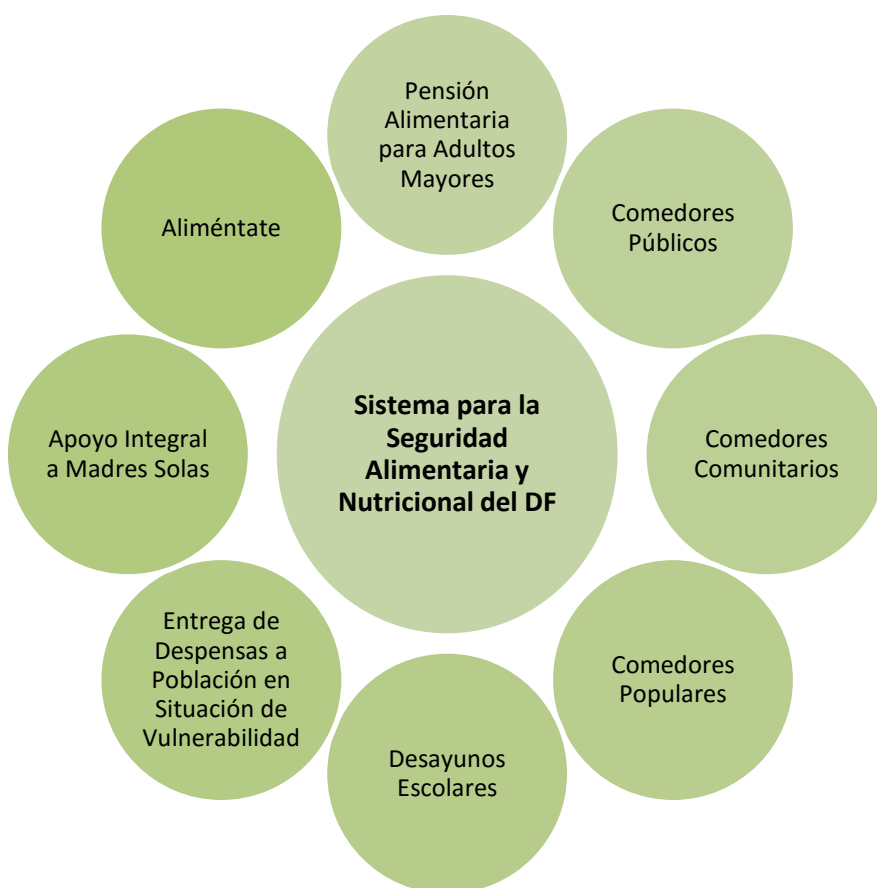 Pensión
Alimentaria
para Adultos
Mayores
Comedores
Públicos
Comedores
Comunitarios
Comedores
Populares
Desayunos
Escolares
Entrega de
Despensas a
Población en
Situación de
Vulnerabilidad
Apoyo Integral
a Madres Solas
Aliméntate
Sistema para la
Seguridad
Alimentaria y
Nutricional del DF